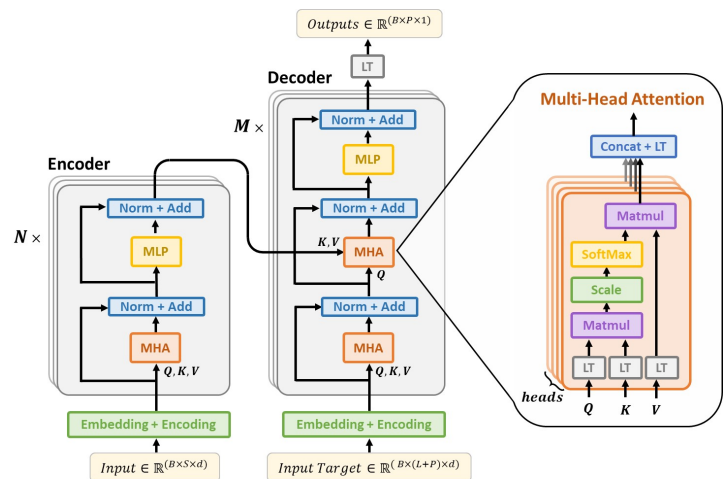 Outputs ∈ ℝ^(B×P×1)
LT
Decoder
M ×
Norm + Add
MLP
Norm + Add
K, V
MHA
Q
Norm + Add
MHA
Q, K, V
Embedding + Encoding
Input Target ∈ ℝ^(B×(L+P)×d)
Encoder
N ×
Norm + Add
MLP
Norm + Add
MHA
Q, K, V
Embedding + Encoding
Input ∈ ℝ^(B×S×d)
Multi-Head Attention
Concat + LT
Matmul
SoftMax
Scale
Matmul
LT LT LT
heads
Q K V